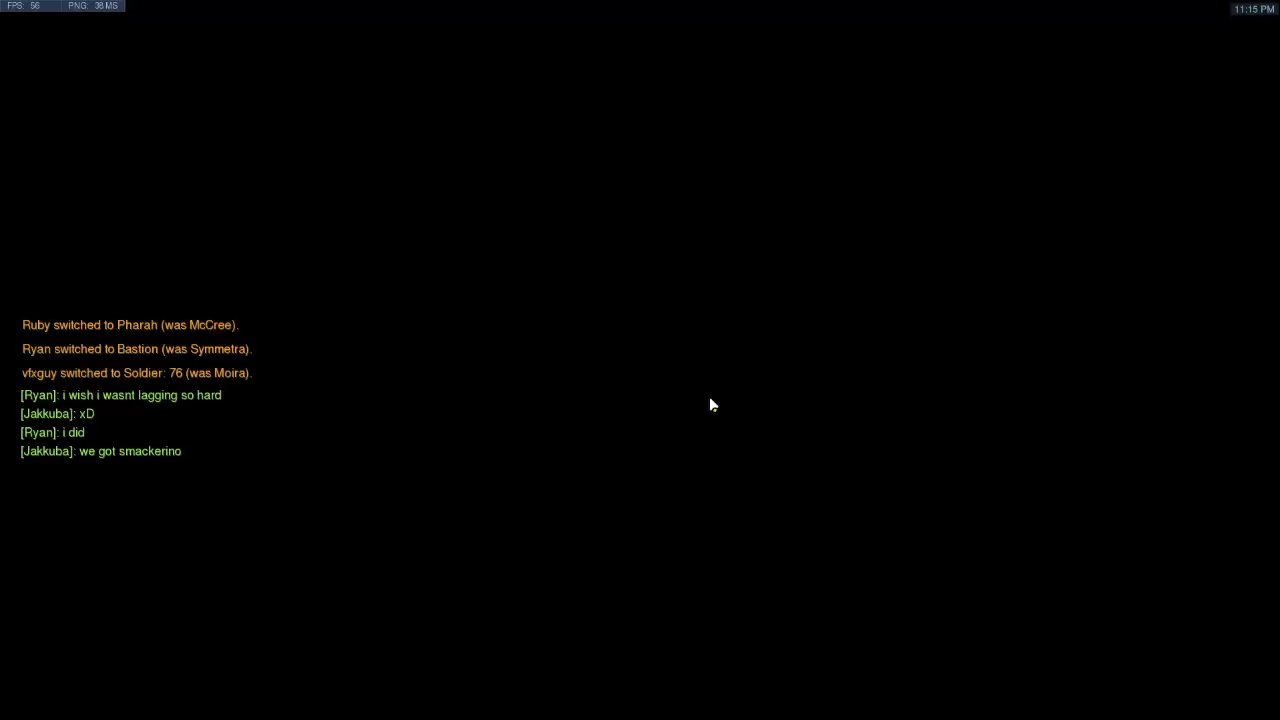 FPS: 56 PNG: 38 MS
11:15 PM
Ruby switched to Pharah (was McCree).
Ryan switched to Bastion (was Symmetra).
vfxguy switched to Soldier: 76 (was Moira).
[Ryan]: i wish i wasnt lagging so hard
[Jakkuba]: xD
[Ryan]: i did
[Jakkuba]: we got smackerino